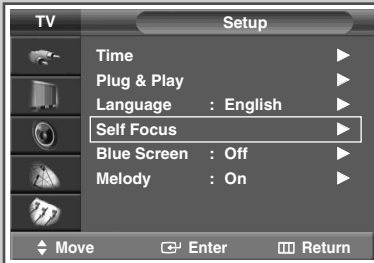 TV Setup
Time
Plug & Play
Language : English
Self Focus
Blue Screen : Off
Melody : On
Move Enter Return